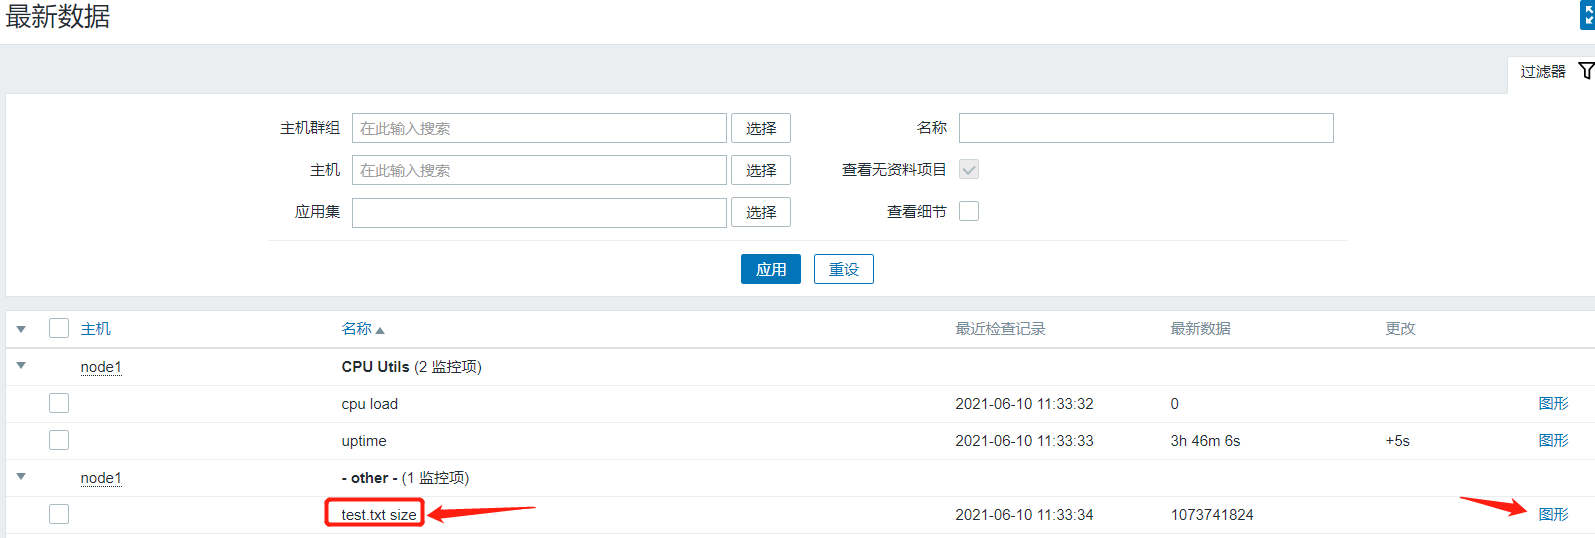 最新数据
过滤器
主机群组 在此输入搜索 选择 名称
主机 在此输入搜索 选择 查看无资料项目
应用集 选择 查看细节
应用 重设
主机 名称 最近检查记录 最新数据 更改
node1 CPU Utils (2 监控项)
cpu load 2021-06-10 11:33:32 0 图形
uptime 2021-06-10 11:33:33 3h 46m 6s +5s 图形
node1 - other - (1 监控项)
test txt size 2021-06-10 11:33:34 1073741824 图形